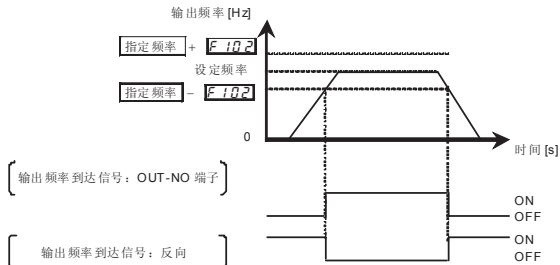 输出频率[Hz]
指定频率 + F102
设定频率
指定频率 - F102
0
时间[s]
输出频率到达信号：OUT-NO 端子
ON
OFF
输出频率到达信号：反向
ON
OFF